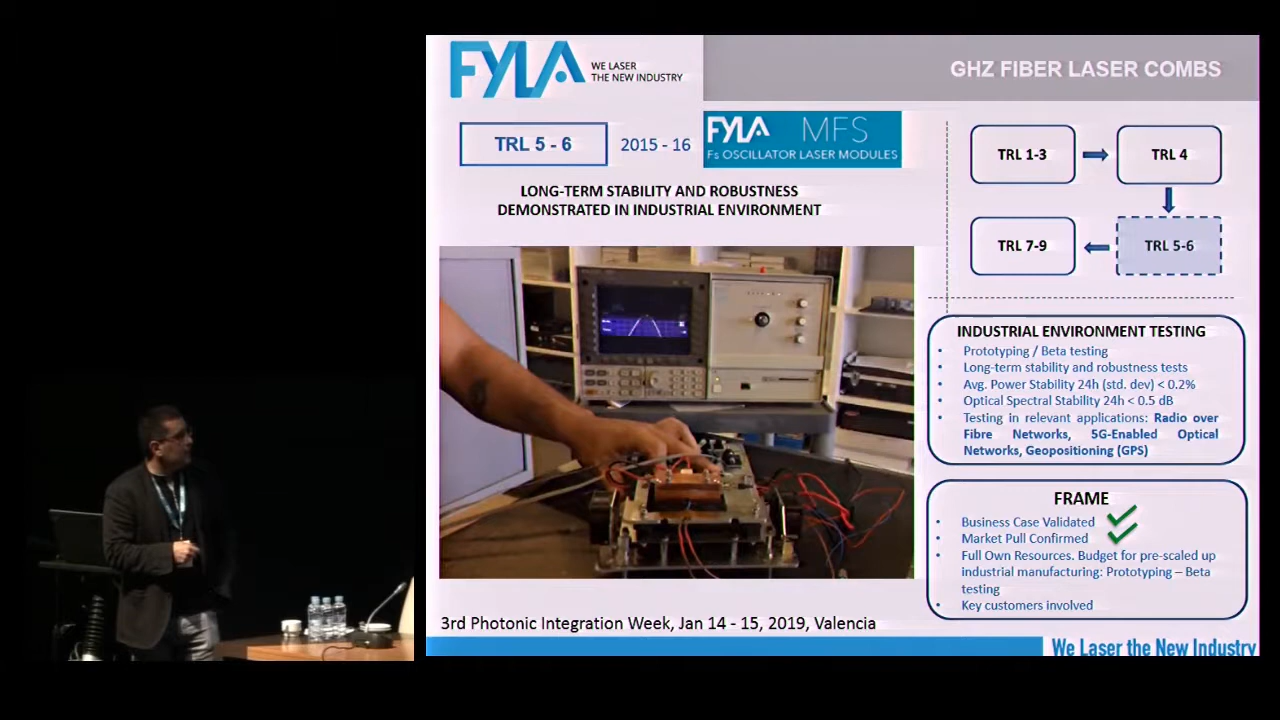 FYLA
WE LASER
THE NEW INDUSTRY
GHZ FIBER LASER COMBS
TRL 5 - 6
2015 - 16
FYLA MFS
Fs OSCILLATOR LASER MODULES
LONG-TERM STABILITY AND ROBUSTNESS
DEMONSTRATED IN INDUSTRIAL ENVIRONMENT
TRL 1-3
TRL 4
TRL 7-9
TRL 5-6
INDUSTRIAL ENVIRONMENT TESTING
• Prototyping / Beta testing
• Long-term stability and robustness tests
• Avg. Power Stability 24h (std. dev) < 0.2%
• Optical Spectral Stability 24h < 0.5 dB
• Testing in relevant applications: Radio over
Fibre Networks, 5G-Enabled Optical
Networks, Geopositioning (GPS)
FRAME
• Business Case Validated
• Market Pull Confirmed
• Full Own Resources. Budget for pre-scaled up
industrial manufacturing: Prototyping – Beta
testing
• Key customers involved
3rd Photonic Integration Week, Jan 14 - 15, 2019, Valencia
We Laser the New Industry